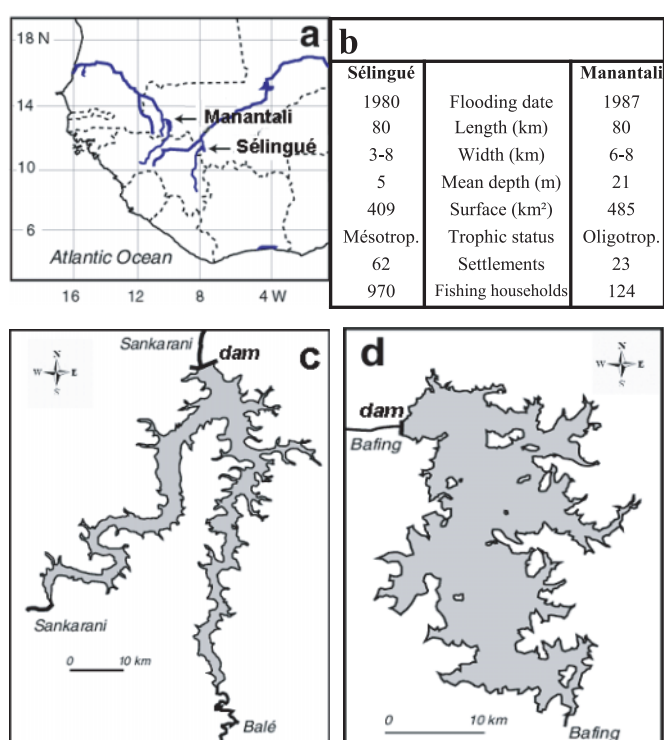 a
18 N
14
10
6
Manantali
Sélingué
Atlantic Ocean
16 12 8 4 W
b
Sélingué Manantali
1980 Flooding date 1987
80 Length (km) 80
3-8 Width (km) 6-8
5 Mean depth (m) 21
409 Surface (km²) 485
Mésotrop. Trophic status Oligotrop.
62 Settlements 23
970 Fishing households 124
c
Sankarani
dam
N
W E
S
Sankarani
0 10 km
Balé
d
N
W E
S
dam
Bafing
0 10 km
Bafing